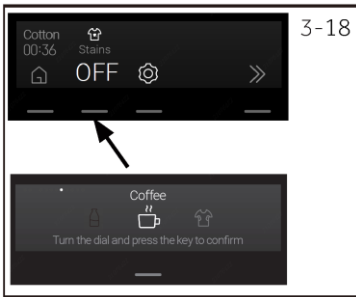 3-18
Cotton
00:36
Stains
OFF
Coffee
Turn the dial and press the key to confirm